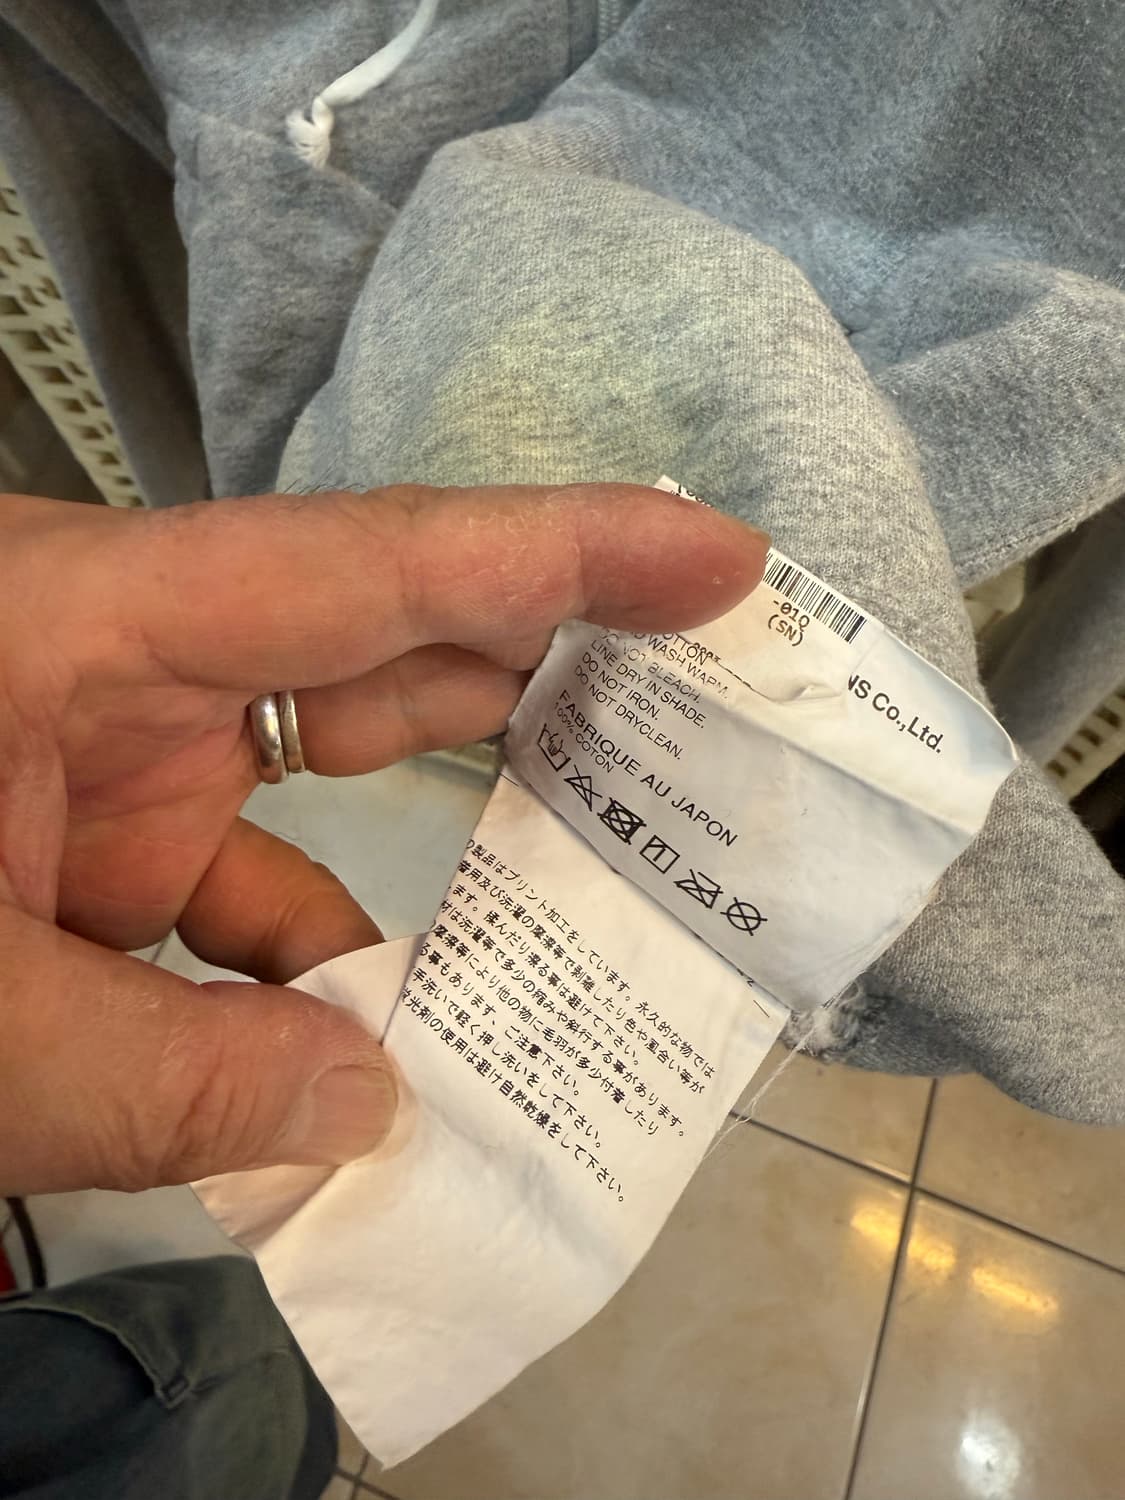 -01Q
(SN)
NS Co.,Ltd.
COTTON
WASH WARM.
DO NOT BLEACH.
LINE DRY IN SHADE.
DO NOT IRON.
DO NOT DRYCLEAN.
FABRIQUE AU JAPON
100% COTON
の製品はプリント加工をしています。永久的な物では
着用及び洗濯の摩擦等で剥離したり色や風合い等が
ます。揉んだり擦る事は避けて下さい。
材は洗濯等で多少の縮みや斜行する事があります。
摩擦等により他の物に毛羽が多少付着したり
る事もあります、ご注意下さい。
手洗いで軽く押し洗いをして下さい。
蛍光剤の使用は避け自然乾燥をして下さい。